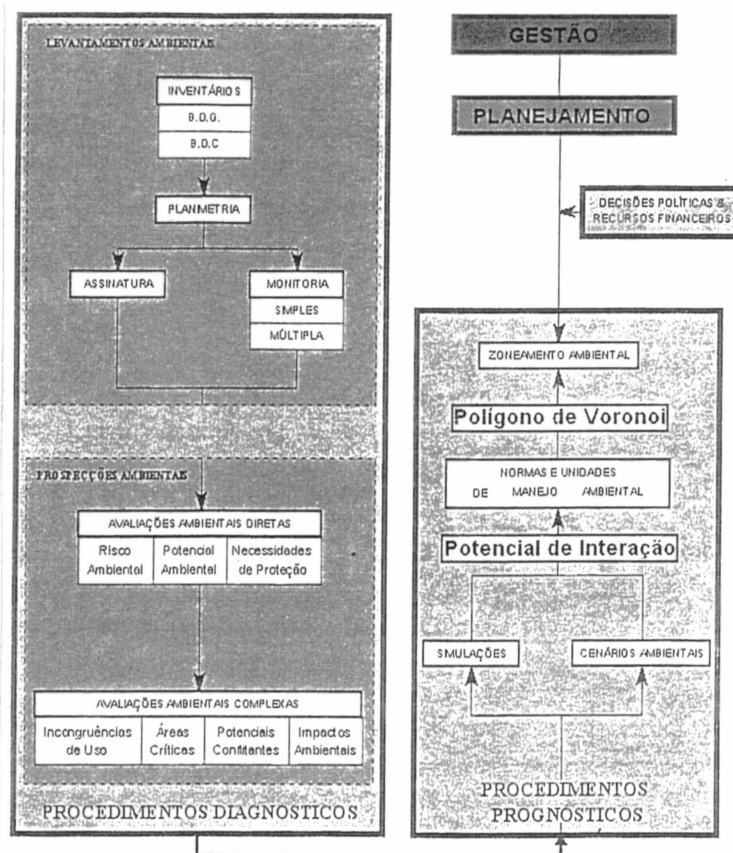 LEVANTAMENTOS AMBIENTAIS
INVENTÁRIOS
B.D.G.
B.D.C
PLANIMETRIA
ASSINATURA
MONITORIA
SIMPLES
MÚLTIPLA
PROSPECÇÕES AMBIENTAIS
AVALIAÇÕES AMBIENTAIS DIRETAS
Risco
Ambiental
Potencial
Ambiental
Necessidades
de Proteção
AVALIAÇÕES AMBIENTAIS COMPLEXAS
Incongruências
de Uso
Áreas
Críticas
Potenciais
Conflitantes
Impactos
Ambientais
PROCEDIMENTOS DIAGNOSTICOS
GESTÃO
PLANEJAMENTO
DECISÕES POLÍTICAS &
RECURSOS FINANCEIROS
ZONEAMENTO AMBIENTAL
Polígono de Voronoi
NORMAS E UNIDADES
DE MANEJO AMBIENTAL
Potencial de Interação
SIMULAÇÕES
CENÁRIOS AMBIENTAIS
PROCEDIMENTOS
PROGNÓSTICOS